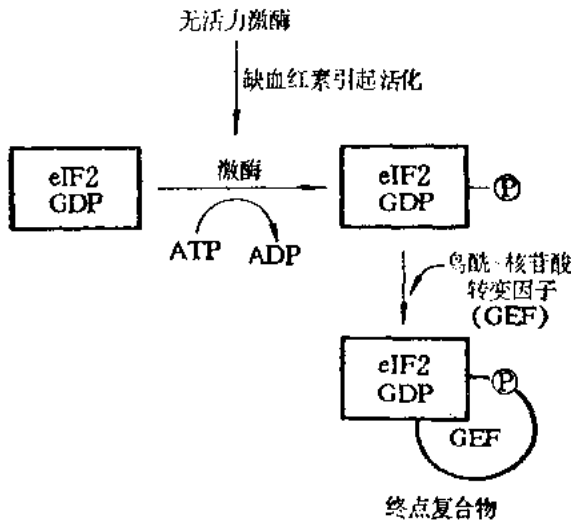 无活力激酶
缺血红素引起活化
eIF2
GDP
激酶
ATP
ADP
eIF2
GDP
P
鸟酰-核苷酸
转变因子
(GEF)
eIF2
GDP
P
GEF
终点复合物